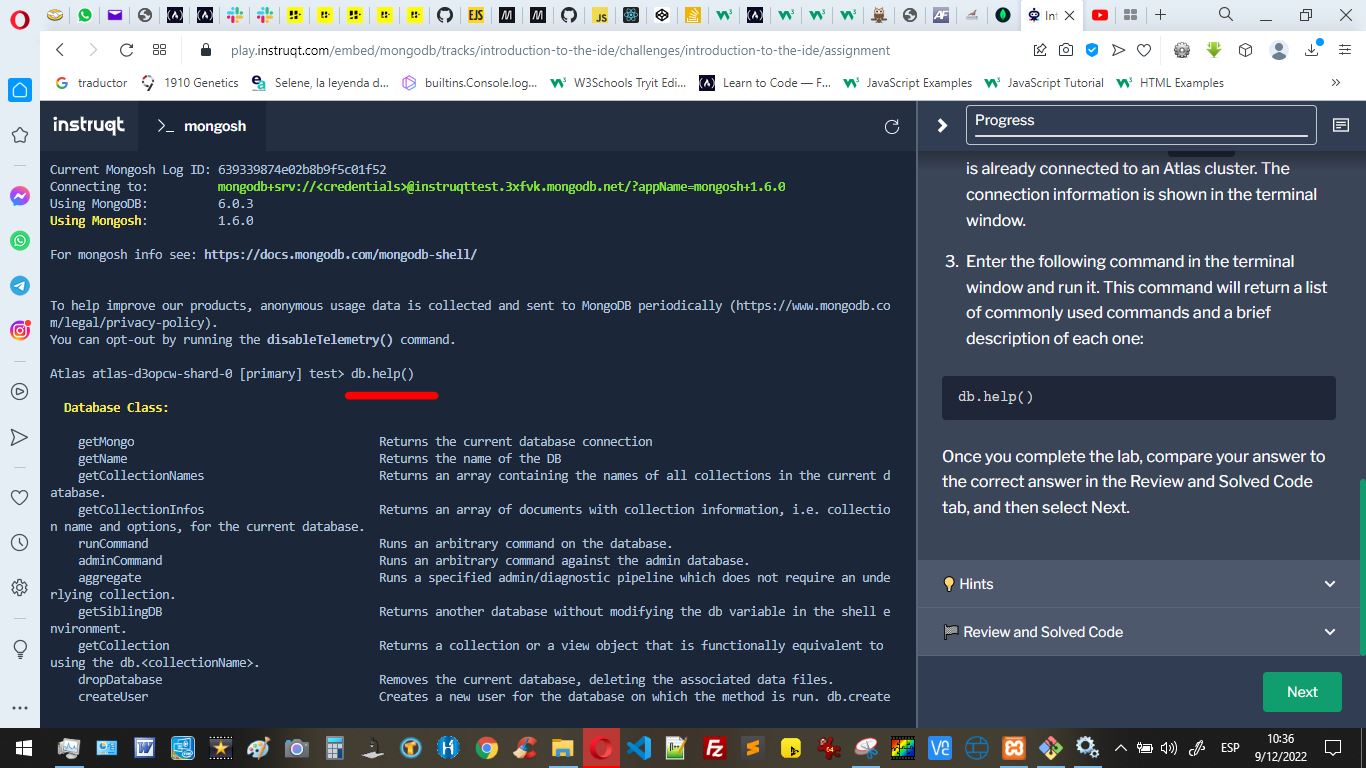 play.instruqt.com/embed/mongodb/tracks/introduction-to-the-ide/challenges/introduction-to-the-ide/assignment
traductor
1910 Genetics
Selene, la leyenda d...
builtins.Console.log...
W3Schools Tryit Edi...
Learn to Code — F...
JavaScript Examples
JavaScript Tutorial
HTML Examples
instruqt
>_ mongosh
Current Mongosh Log ID: 639339874e02b8b9f5c01f52
Connecting to: mongodb+srv://<credentials>@instruqttest.3xfvk.mongodb.net/?appName=mongosh+1.6.0
Using MongoDB: 6.0.3
Using Mongosh: 1.6.0
For mongosh info see: https://docs.mongodb.com/mongodb-shell/
To help improve our products, anonymous usage data is collected and sent to MongoDB periodically (https://www.mongodb.co
m/legal/privacy-policy).
You can opt-out by running the disableTelemetry() command.
Atlas atlas-d3opcw-shard-0 [primary] test> db.help()
Database Class:
getMongo Returns the current database connection
getName Returns the name of the DB
getCollectionNames Returns an array containing the names of all collections in the current d
atabase.
getCollectionInfos Returns an array of documents with collection information, i.e. collectio
n name and options, for the current database.
runCommand Runs an arbitrary command on the database.
adminCommand Runs an arbitrary command against the admin database.
aggregate Runs a specified admin/diagnostic pipeline which does not require an unde
rlying collection.
getSiblingDB Returns another database without modifying the db variable in the shell e
nvironment.
getCollection Returns a collection or a view object that is functionally equivalent to
using the db.<collectionName>.
dropDatabase Removes the current database, deleting the associated data files.
createUser Creates a new user for the database on which the method is run. db.create
Progress
is already connected to an Atlas cluster. The
connection information is shown in the terminal
window.
3. Enter the following command in the terminal
window and run it. This command will return a list
of commonly used commands and a brief
description of each one:
db.help()
Once you complete the lab, compare your answer to
the correct answer in the Review and Solved Code
tab, and then select Next.
Hints
Review and Solved Code
Next
ESP
10:36
9/12/2022